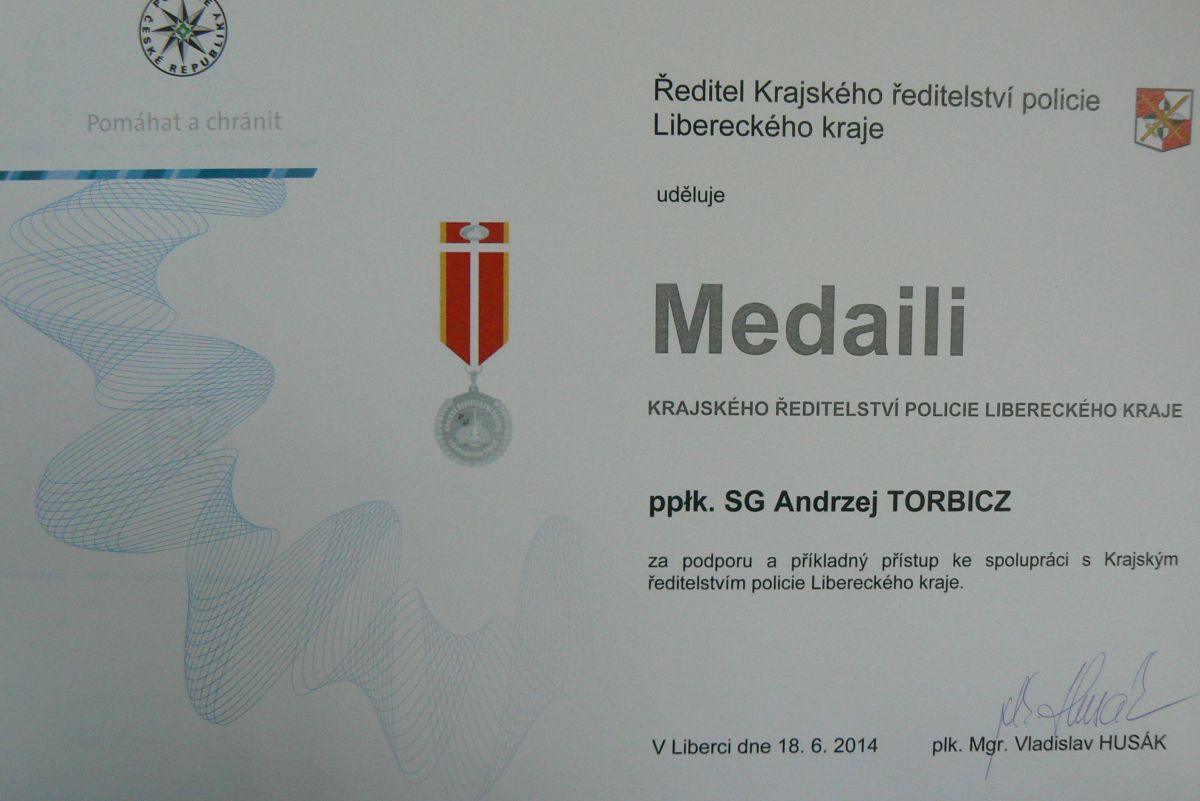 ČESKÉ REPUBLIKY
Pomáhat a chránit
Ředitel Krajského ředitelství policie
Libereckého kraje
uděluje
Medaili
KRAJSKÉHO ŘEDITELSTVÍ POLICIE LIBERECKÉHO KRAJE
ppłk. SG Andrzej TORBICZ
za podporu a příkladný přístup ke spolupráci s Krajským
ředitelstvím policie Libereckého kraje.
V Liberci dne 18. 6. 2014
plk. Mgr. Vladislav HUSÁK